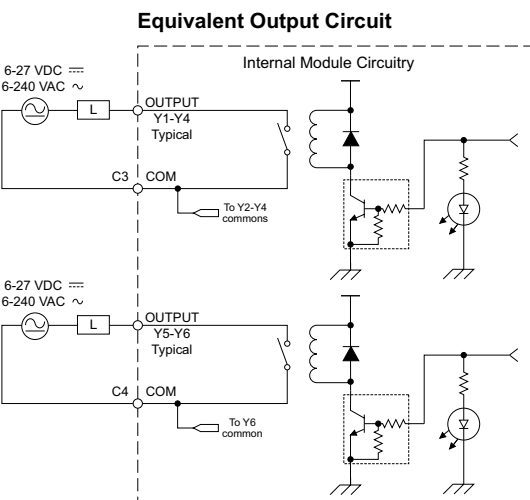 Equivalent Output Circuit
Internal Module Circuitry
6-27 VDC
6-240 VAC ~
L
OUTPUT
Y1-Y4
Typical
C3
COM
To Y2-Y4
commons
6-27 VDC
6-240 VAC ~
L
OUTPUT
Y5-Y6
Typical
C4
COM
To Y6
common